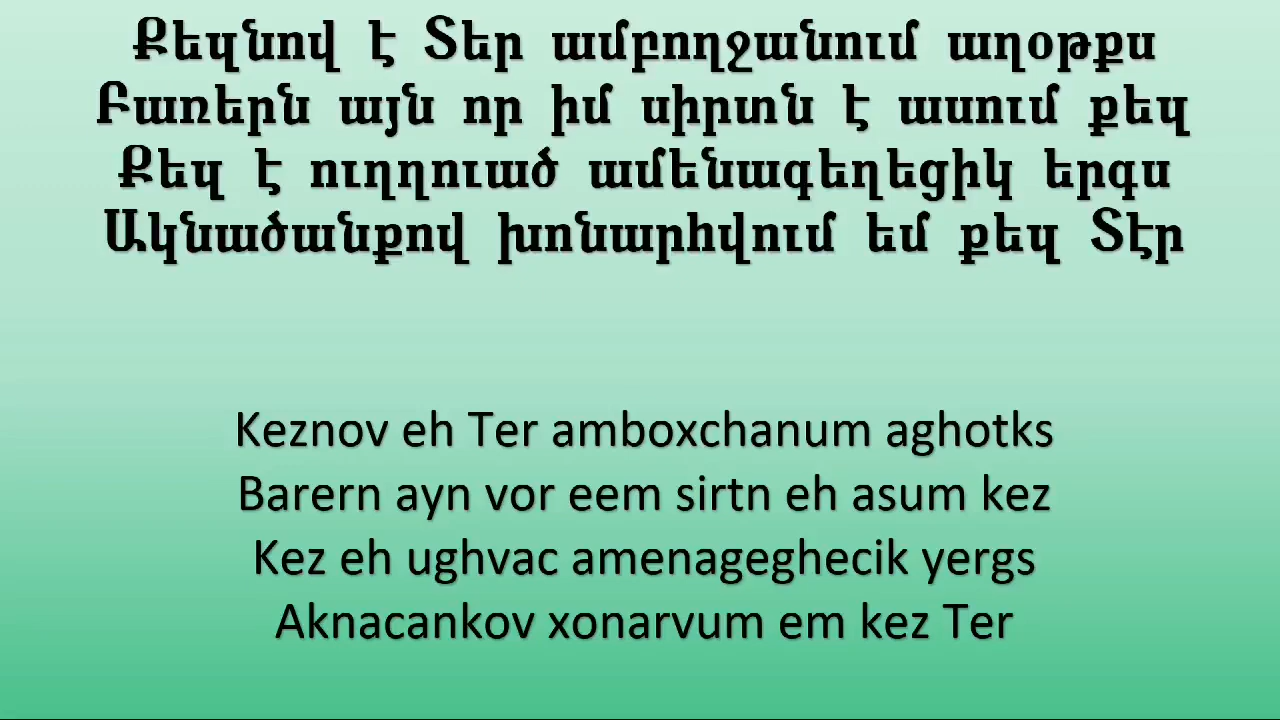 Քեզնով է Տեր ամբողջանում աղօթքս
Բառերն այն որ իմ սիրտն է ասում քեզ
Քեզ է ուղղուած ամենագեղեցիկ երգս
Ակնածանքով խոնարհվում եմ քեզ Տէր
Keznov eh Ter amboxchanum aghotks
Barern ayn vor eem sirtn eh asum kez
Kez eh ughvac amenageghecik yergs
Aknacankov xonarvum em kez Ter